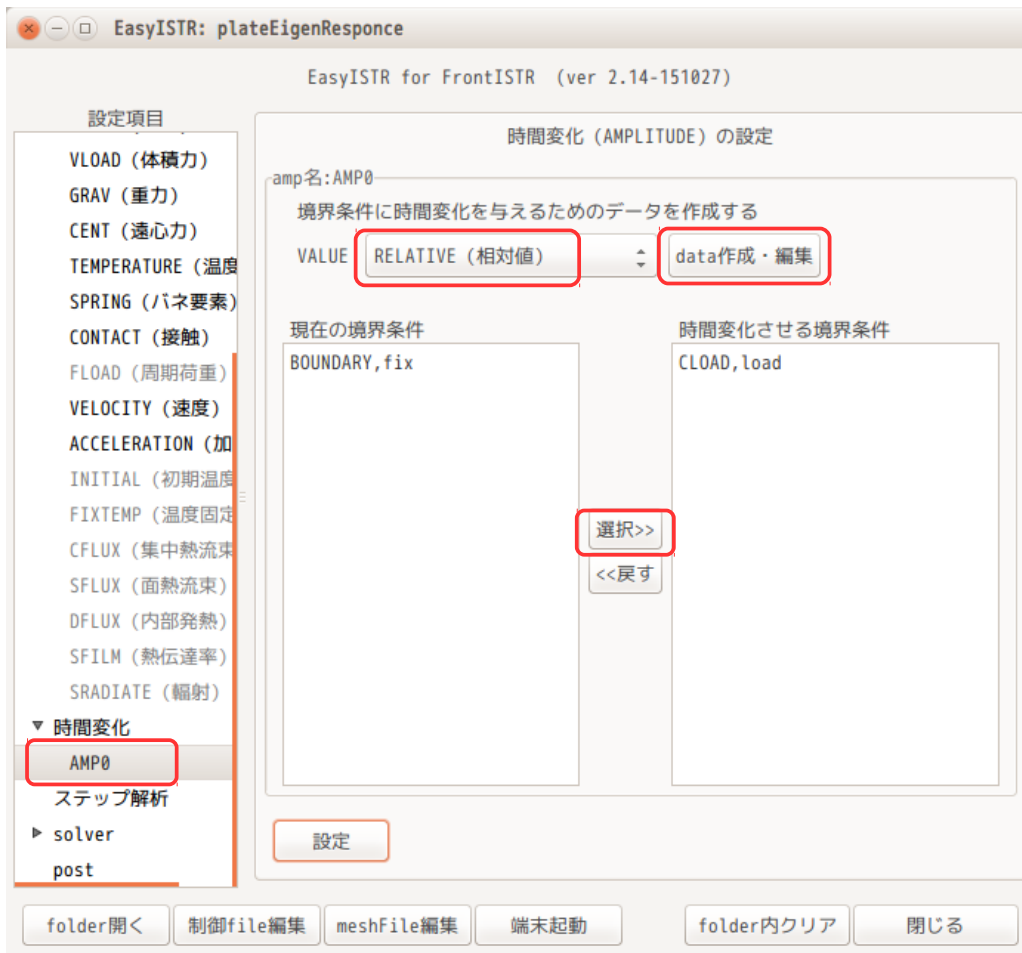 EasyISTR: plateEigenResponce
EasyISTR for FrontISTR (ver 2.14-151027)
設定項目
VLOAD (体積力)
GRAV (重力)
CENT (遠心力)
TEMPERATURE (温度
SPRING (バネ要素)
CONTACT (接触)
FLOAD (周期荷重)
VELOCITY (速度)
ACCELERATION (加
INITIAL (初期温度
FIXTEMP (温度固定
CFLUX (集中熱流束
SFLUX (面熱流束)
DFLUX (内部発熱)
SFILM (熱伝達率)
SRADIATE (輻射)
時間変化
AMP0
ステップ解析
solver
post
時間変化 (AMPLITUDE) の設定
amp名:AMP0
境界条件に時間変化を与えるためのデータを作成する
VALUE RELATIVE (相対値) data作成・編集
現在の境界条件
BOUNDARY,fix
選択>>
<<戻す
時間変化させる境界条件
CLOAD,load
設定
folder開く 制御file編集 meshFile編集 端末起動 folder内クリア 閉じる